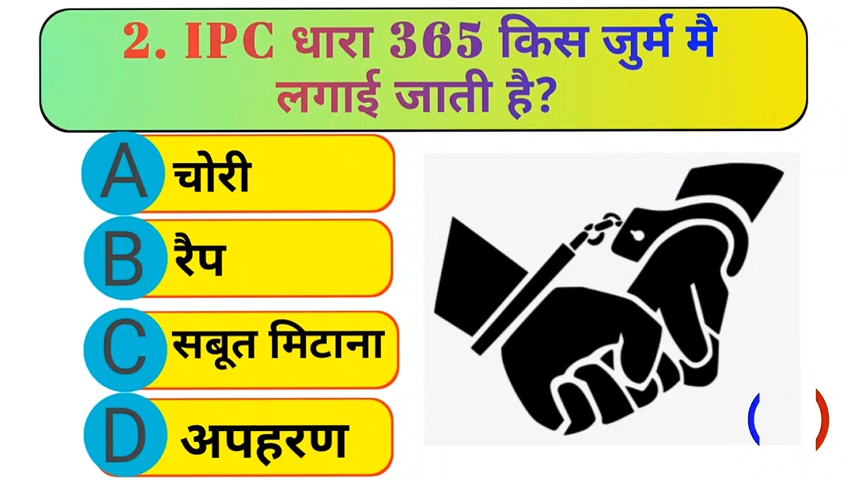 2. IPC धारा 365 किस जुर्म मै
लगाई जाती है?
A चोरी
B रैप
C सबूत मिटाना
D अपहरण
( )